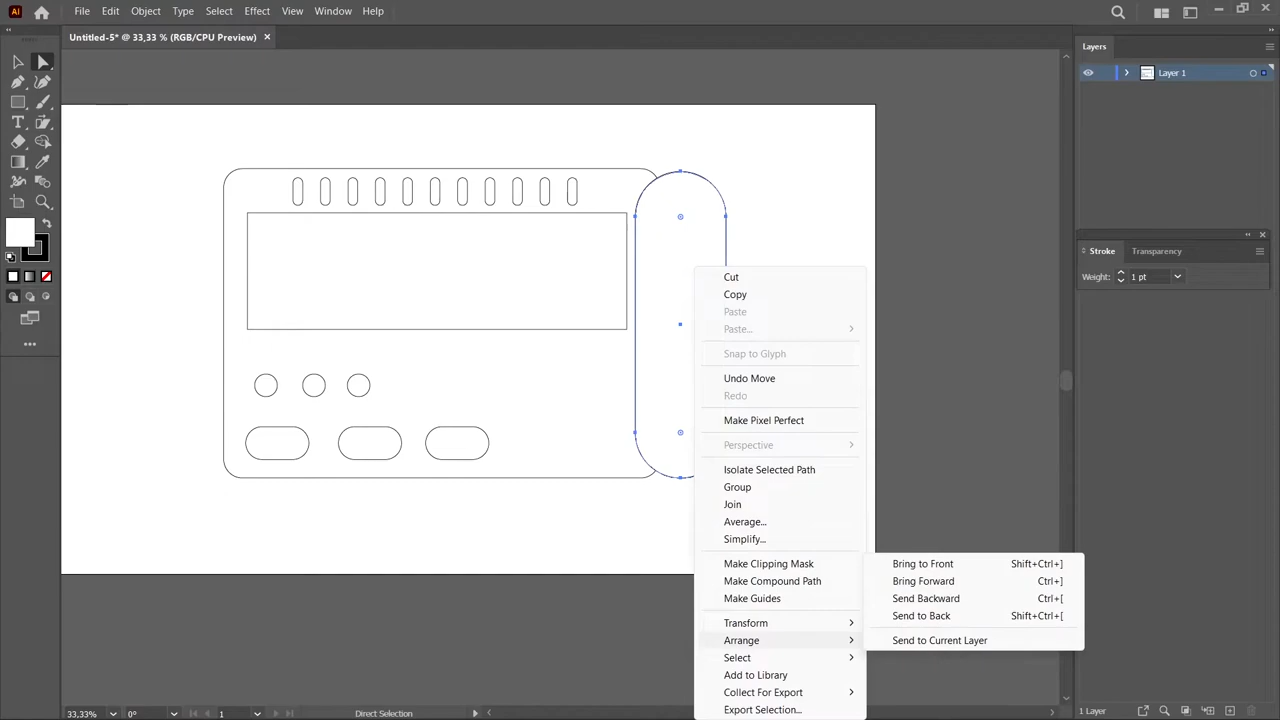 Ai File Edit Object Type Select Effect View Window Help
Untitled-5* @ 33,33 % (RGB/CPU Preview) ×
Layers
Layer 1
Stroke Transparency
Weight: 1 pt
Cut
Copy
Paste
Paste...
Snap to Glyph
Undo Move
Redo
Make Pixel Perfect
Perspective
Isolate Selected Path
Group
Join
Average...
Simplify...
Make Clipping Mask
Make Compound Path
Make Guides
Transform
Arrange
Select
Add to Library
Collect For Export
Export Selection...
Bring to Front Shift+Ctrl+]
Bring Forward Ctrl+]
Send Backward Ctrl+[
Send to Back Shift+Ctrl+[
Send to Current Layer
33,33% 0° 1 Direct Selection
1 Layer